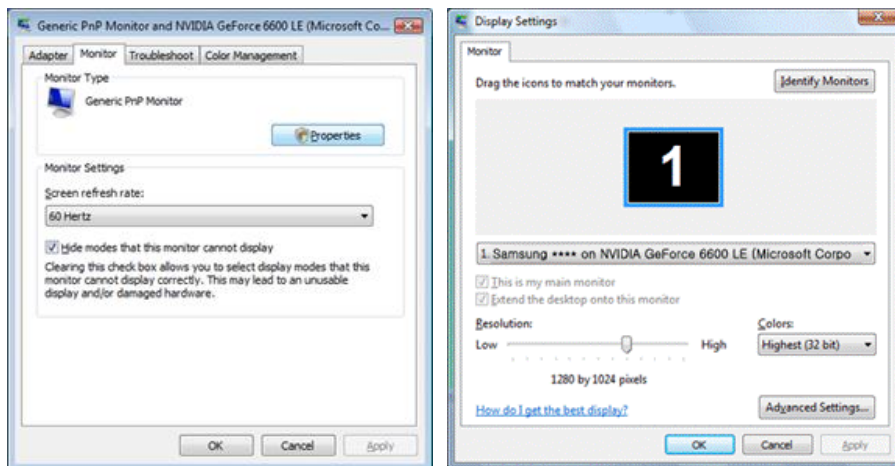 Generic PnP Monitor and NVIDIA GeForce 6600 LE (Microsoft Co...
Adapter Monitor Troubleshoot Color Management
Monitor Type
Generic PnP Monitor
Properties
Monitor Settings
Screen refresh rate:
60 Hertz
Hide modes that this monitor cannot display
Clearing this check box allows you to select display modes that this
monitor cannot display correctly. This may lead to an unusable
display and/or damaged hardware.
OK Cancel Apply
Display Settings
Monitor
Drag the icons to match your monitors.
Identify Monitors
1
1. Samsung **** on NVIDIA GeForce 6600 LE (Microsoft Corpo
This is my main monitor
Extend the desktop onto this monitor
Resolution:
Low High
1280 by 1024 pixels
Colors:
Highest (32 bit)
How do I get the best display?
Advanced Settings...
OK Cancel Apply